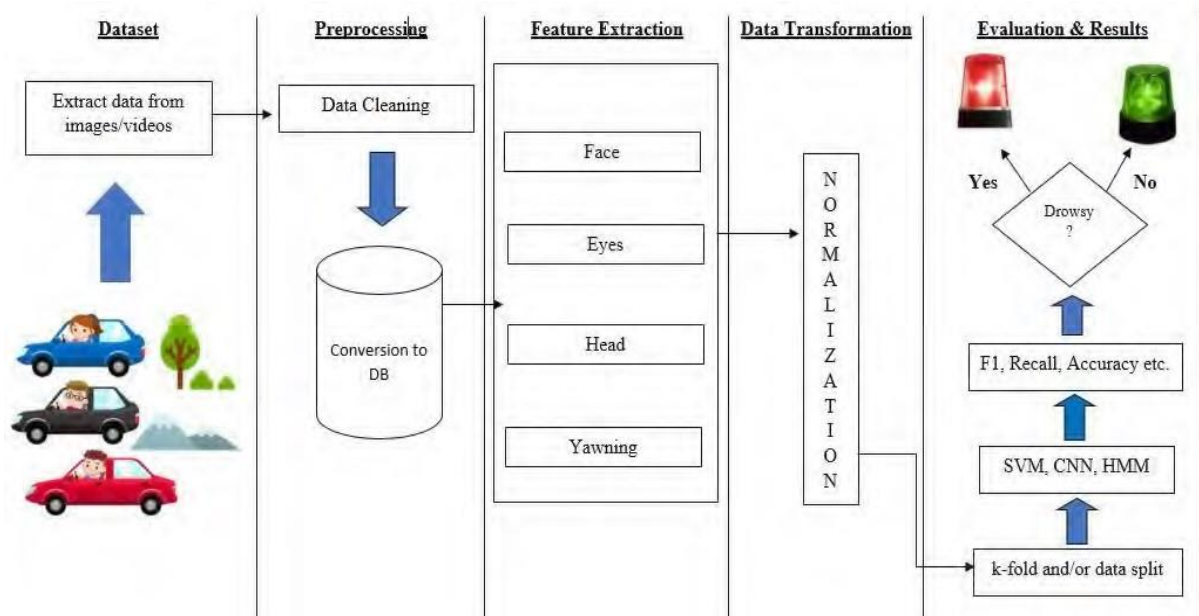 Dataset
Extract data from
images/videos
Preprocessing
Data Cleaning
Conversion to
DB
Feature Extraction
Face
Eyes
Head
Yawning
Data Transformation
N
O
R
M
A
L
I
Z
A
T
I
O
N
Evaluation & Results
Yes
No
Drowsy
?
F1, Recall, Accuracy etc.
SVM, CNN, HMM
k-fold and/or data split